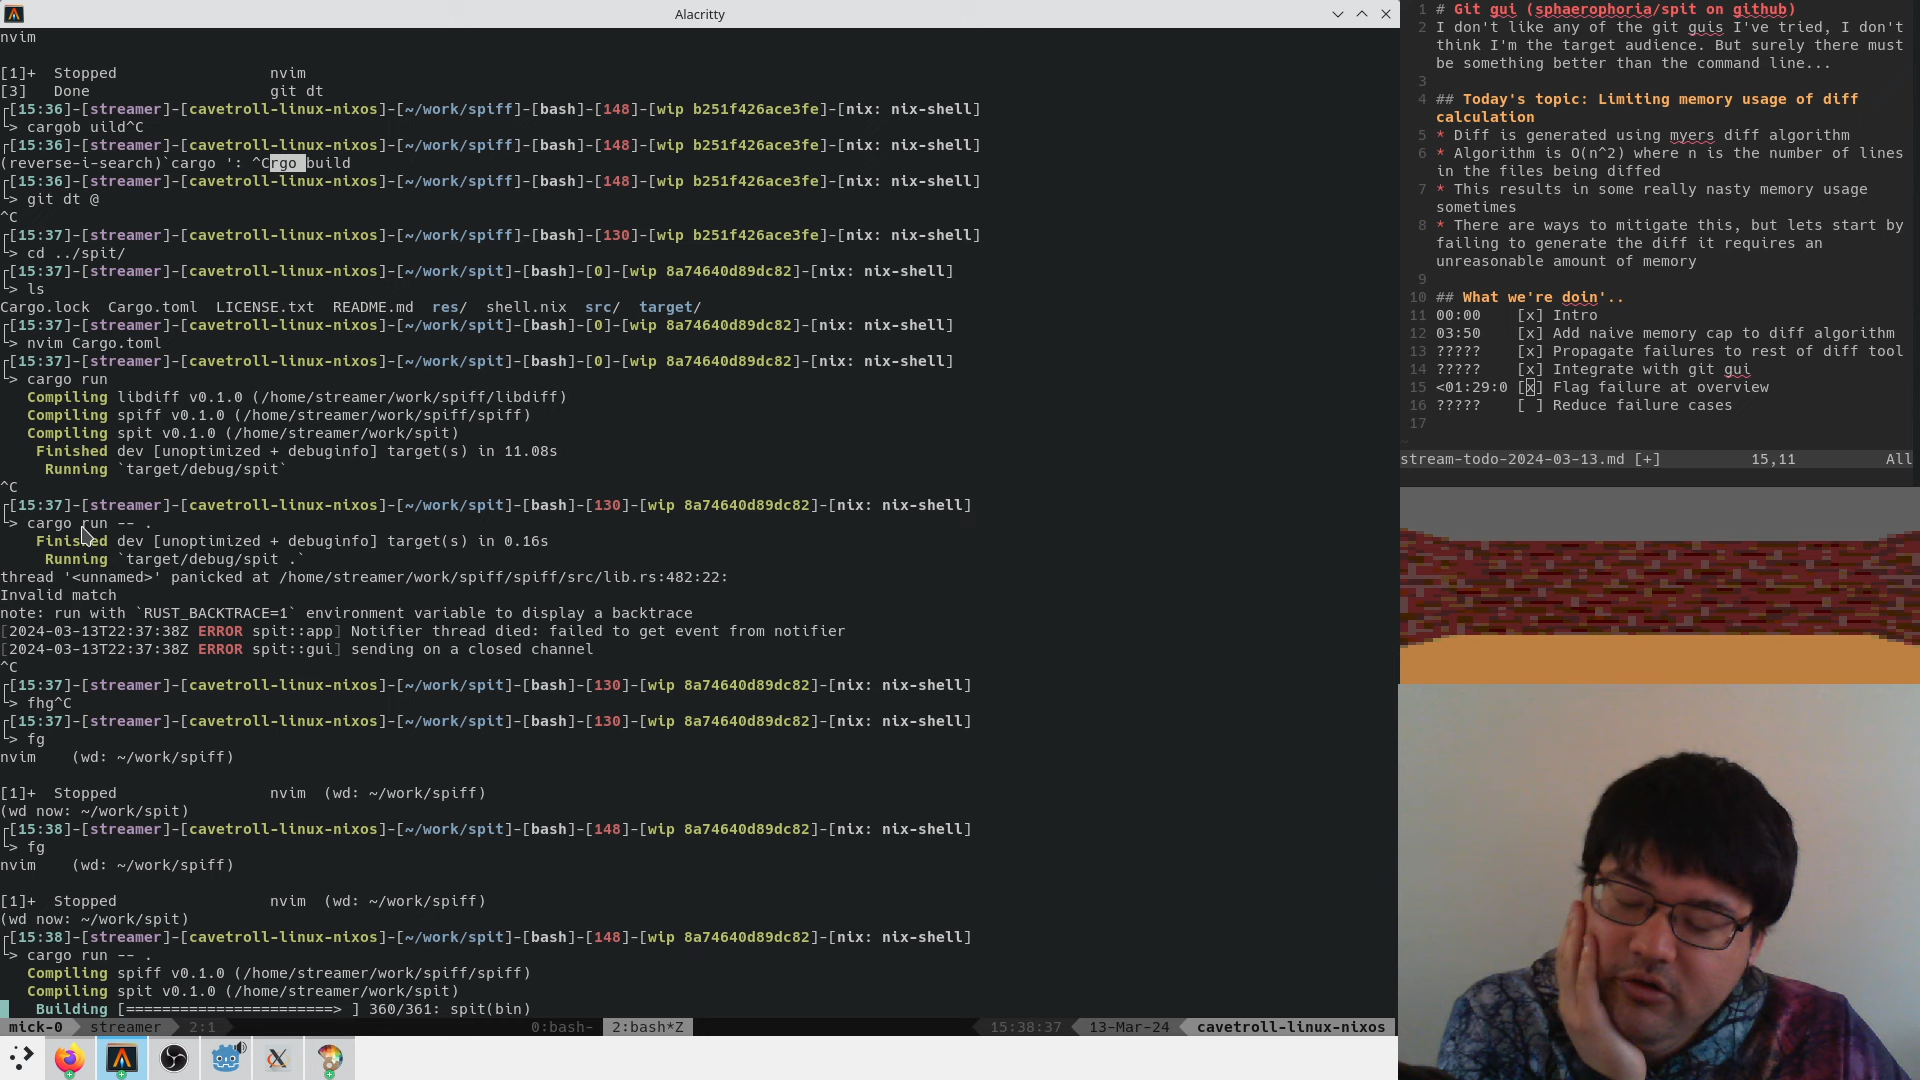 Alacritty
nvim
[1]+  Stopped                 nvim
[3]   Done                    git dt
┌[15:36]-[streamer]-[cavetroll-linux-nixos]-[~/work/spiff]-[bash]-[148]-[wip b251f426ace3fe]-[nix: nix-shell]
└> cargob uild^C
┌[15:36]-[streamer]-[cavetroll-linux-nixos]-[~/work/spiff]-[bash]-[148]-[wip b251f426ace3fe]-[nix: nix-shell]
(reverse-i-search)`cargo ': ^Crgo build
┌[15:36]-[streamer]-[cavetroll-linux-nixos]-[~/work/spiff]-[bash]-[148]-[wip b251f426ace3fe]-[nix: nix-shell]
└> git dt @
^C
┌[15:37]-[streamer]-[cavetroll-linux-nixos]-[~/work/spiff]-[bash]-[130]-[wip b251f426ace3fe]-[nix: nix-shell]
└> cd ../spit/
┌[15:37]-[streamer]-[cavetroll-linux-nixos]-[~/work/spit]-[bash]-[0]-[wip 8a74640d89dc82]-[nix: nix-shell]
└> ls
Cargo.lock  Cargo.toml  LICENSE.txt  README.md  res/  shell.nix  src/  target/
┌[15:37]-[streamer]-[cavetroll-linux-nixos]-[~/work/spit]-[bash]-[0]-[wip 8a74640d89dc82]-[nix: nix-shell]
└> nvim Cargo.toml
┌[15:37]-[streamer]-[cavetroll-linux-nixos]-[~/work/spit]-[bash]-[0]-[wip 8a74640d89dc82]-[nix: nix-shell]
└> cargo run
   Compiling libdiff v0.1.0 (/home/streamer/work/spiff/libdiff)
   Compiling spiff v0.1.0 (/home/streamer/work/spiff/spiff)
   Compiling spit v0.1.0 (/home/streamer/work/spit)
    Finished dev [unoptimized + debuginfo] target(s) in 11.08s
     Running `target/debug/spit`
^C
┌[15:37]-[streamer]-[cavetroll-linux-nixos]-[~/work/spit]-[bash]-[130]-[wip 8a74640d89dc82]-[nix: nix-shell]
└> cargo run -- .
    Finished dev [unoptimized + debuginfo] target(s) in 0.16s
     Running `target/debug/spit .`
thread '<unnamed>' panicked at /home/streamer/work/spiff/spiff/src/lib.rs:482:22:
Invalid match
note: run with `RUST_BACKTRACE=1` environment variable to display a backtrace
[2024-03-13T22:37:38Z ERROR spit::app] Notifier thread died: failed to get event from notifier
[2024-03-13T22:37:38Z ERROR spit::gui] sending on a closed channel
^C
┌[15:37]-[streamer]-[cavetroll-linux-nixos]-[~/work/spit]-[bash]-[130]-[wip 8a74640d89dc82]-[nix: nix-shell]
└> fhg^C
┌[15:37]-[streamer]-[cavetroll-linux-nixos]-[~/work/spit]-[bash]-[130]-[wip 8a74640d89dc82]-[nix: nix-shell]
└> fg
nvim    (wd: ~/work/spiff)
[1]+  Stopped                 nvim  (wd: ~/work/spiff)
(wd now: ~/work/spit)
┌[15:38]-[streamer]-[cavetroll-linux-nixos]-[~/work/spit]-[bash]-[148]-[wip 8a74640d89dc82]-[nix: nix-shell]
└> fg
nvim    (wd: ~/work/spiff)
[1]+  Stopped                 nvim  (wd: ~/work/spiff)
(wd now: ~/work/spit)
┌[15:38]-[streamer]-[cavetroll-linux-nixos]-[~/work/spit]-[bash]-[148]-[wip 8a74640d89dc82]-[nix: nix-shell]
└> cargo run -- .
   Compiling spiff v0.1.0 (/home/streamer/work/spiff/spiff)
   Compiling spit v0.1.0 (/home/streamer/work/spit)
    Building [=======================> ] 360/361: spit(bin)
mick-0  streamer  2:1  0:bash-  2:bash*Z  15:38:37  13-Mar-24  cavetroll-linux-nixos
1 # Git gui (sphaerophoria/spit on github)
2 I don't like any of the git guis I've tried, I don't
think I'm the target audience. But surely there must
be something better than the command line...
3
4 ## Today's topic: Limiting memory usage of diff
calculation
5 * Diff is generated using myers diff algorithm
6 * Algorithm is O(n^2) where n is the number of lines
in the files being diffed
7 * This results in some really nasty memory usage
sometimes
8 * There are ways to mitigate this, but lets start by
failing to generate the diff it requires an
unreasonable amount of memory
9
10 ## What we're doin'..
11 00:00    [x] Intro
12 03:50    [x] Add naive memory cap to diff algorithm
13 ?????    [x] Propagate failures to rest of diff tool
14 ?????    [x] Integrate with git gui
15 <01:29:0 [x] Flag failure at overview
16 ?????    [ ] Reduce failure cases
17
~
stream-todo-2024-03-13.md [+]          15,11          All